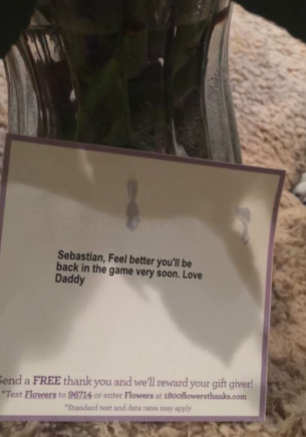 Sebastian, Feel better you'll be
back in the game very soon. Love
Daddy
Send a FREE thank you and we'll reward your gift giver!
*Text Flowers to 96714 or enter Flowers at 1800flowersthanks.com
*Standard text and data rates may apply